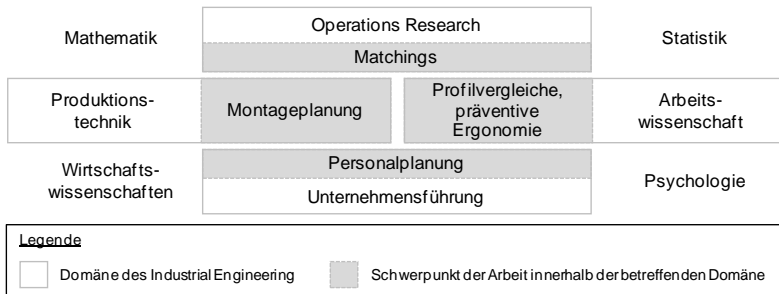 Mathematik
Operations Research
Matchings
Statistik
Produktions-
technik
Montageplanung
Profilvergleiche,
präventive
Ergonomie
Arbeits-
wissenschaft
Wirtschafts-
wissenschaften
Personalplanung
Unternehmensführung
Psychologie
Legende
Domäne des Industrial Engineering
Schwerpunkt der Arbeit innerhalb der betreffenden Domäne